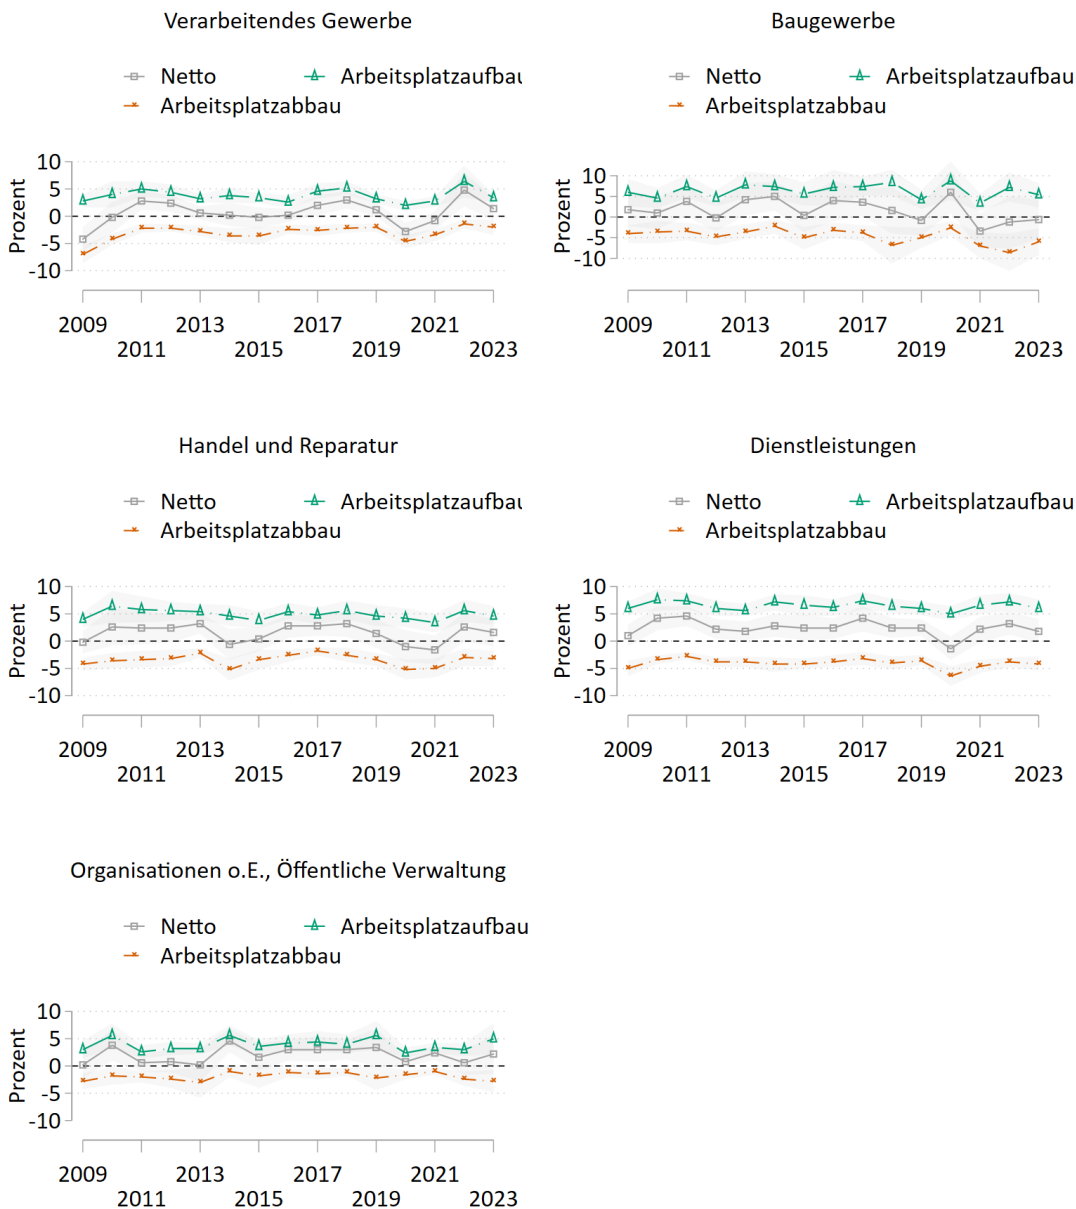 Verarbeitendes Gewerbe
Netto
Arbeitsplatzaufbau
Arbeitsplatzabbau
Prozent
10
5
0
-5
-10
2009 2013 2017 2021
2011 2015 2019 2023
Baugewerbe
Netto
Arbeitsplatzaufbau
Arbeitsplatzabbau
Prozent
10
5
0
-5
-10
2009 2013 2017 2021
2011 2015 2019 2023
Handel und Reparatur
Netto
Arbeitsplatzaufbau
Arbeitsplatzabbau
Prozent
10
5
0
-5
-10
2009 2013 2017 2021
2011 2015 2019 2023
Dienstleistungen
Netto
Arbeitsplatzaufbau
Arbeitsplatzabbau
Prozent
10
5
0
-5
-10
2009 2013 2017 2021
2011 2015 2019 2023
Organisationen o.E., Öffentliche Verwaltung
Netto
Arbeitsplatzaufbau
Arbeitsplatzabbau
Prozent
10
5
0
-5
-10
2009 2013 2017 2021
2011 2015 2019 2023